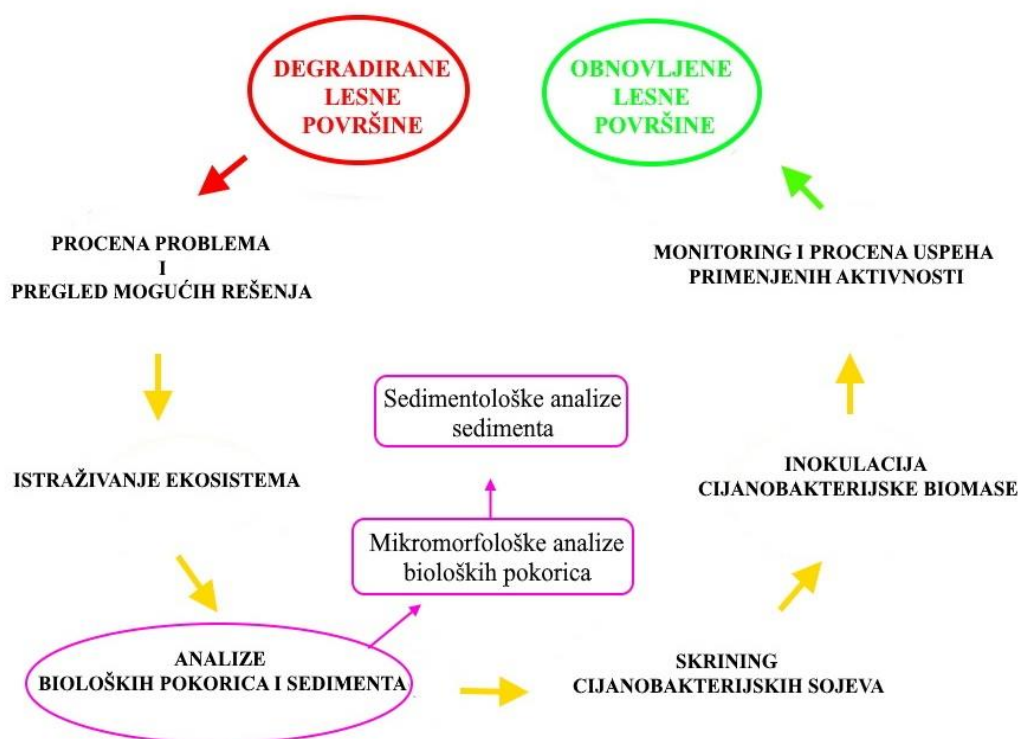 DEGRADIRANE
LESNE
POVRŠINE
OBNOVLJENE
LESNE
POVRŠINE
PROCENA PROBLEMA
I
PREGLED MOGUĆIH REŠENJA
MONITORING I PROCENA USPEHA
PRIMENJENIH AKTIVNOSTI
Sedimentološke analize
sedimenta
ISTRAŽIVANJE EKOSISTEMA
INOKULACIJA
CIJANOBAKTERIJSKE BIOMASE
Mikromorfološke analize
bioloških pokorica
ANALIZE
BIOLOŠKIH POKORICA I SEDIMENTA
SKRINING
CIJANOBAKTERIJSKIH SOJEVA